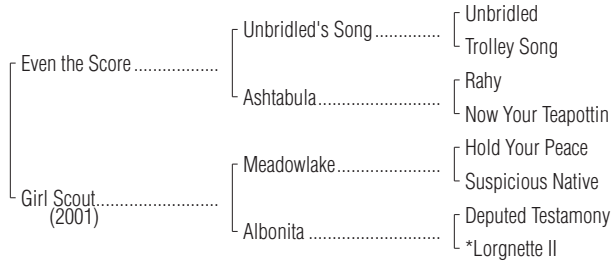 Unbridled
Unbridled's Song..............
Trolley Song
Even the Score..................
Rahy
Ashtabula..........................
Now Your Teapottin
Hold Your Peace
Meadowlake......................
Suspicious Native
Girl Scout..........................
(2001)
Deputed Testamony
Albonita............................
*Lorgnette II